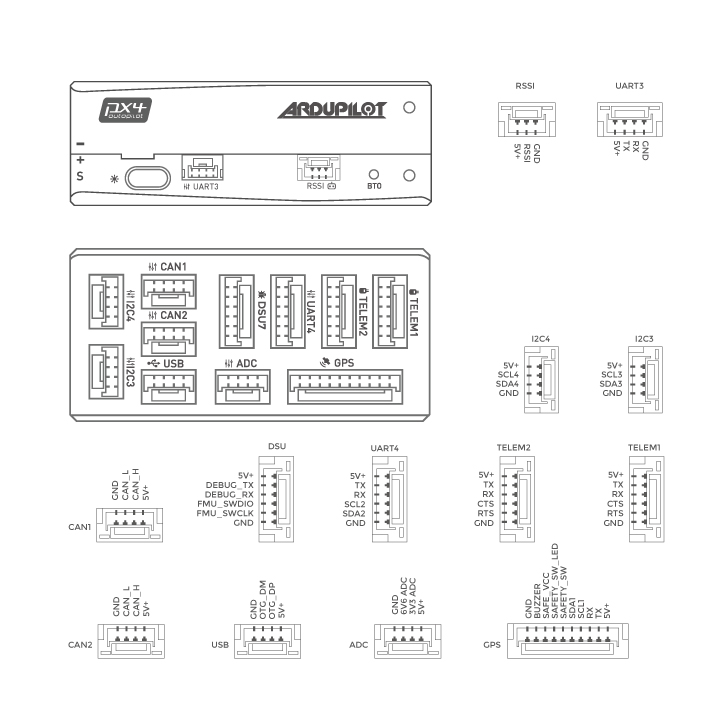 RSSI
UART3
px4
autopilot
ARDUPILOT
GND
RSSI
5V+
GND
RX
TX
5V+
-
+
S
UART3
RSSI
BTO
CAN1
I2C4
CAN2
USB
I2C3
ADC
GPS
DSU7
UART4
TELEM2
TELEM1
I2C4
5V+
SCL4
SDA4
GND
I2C3
5V+
SCL3
SDA3
GND
DSU
5V+
DEBUG_TX
DEBUG_RX
FMU_SWDIO
FMU_SWCLK
GND
UART4
5V+
TX
RX
SCL2
SDA2
GND
TELEM2
5V+
TX
RX
CTS
RTS
GND
TELEM1
5V+
TX
RX
CTS
RTS
GND
CAN1
GND
CAN_L
CAN_H
5V+
CAN2
GND
CAN_L
CAN_H
5V+
USB
GND
OTG_DM
OTG_DP
5V+
ADC
GND
6V6 ADC
3V3 ADC
5V+
GPS
GND
BUZZER
SAFE_VCC
SAFETY_SW_LED
SAFETY_SW
SDA1
SCL1
RX
TX
5V+